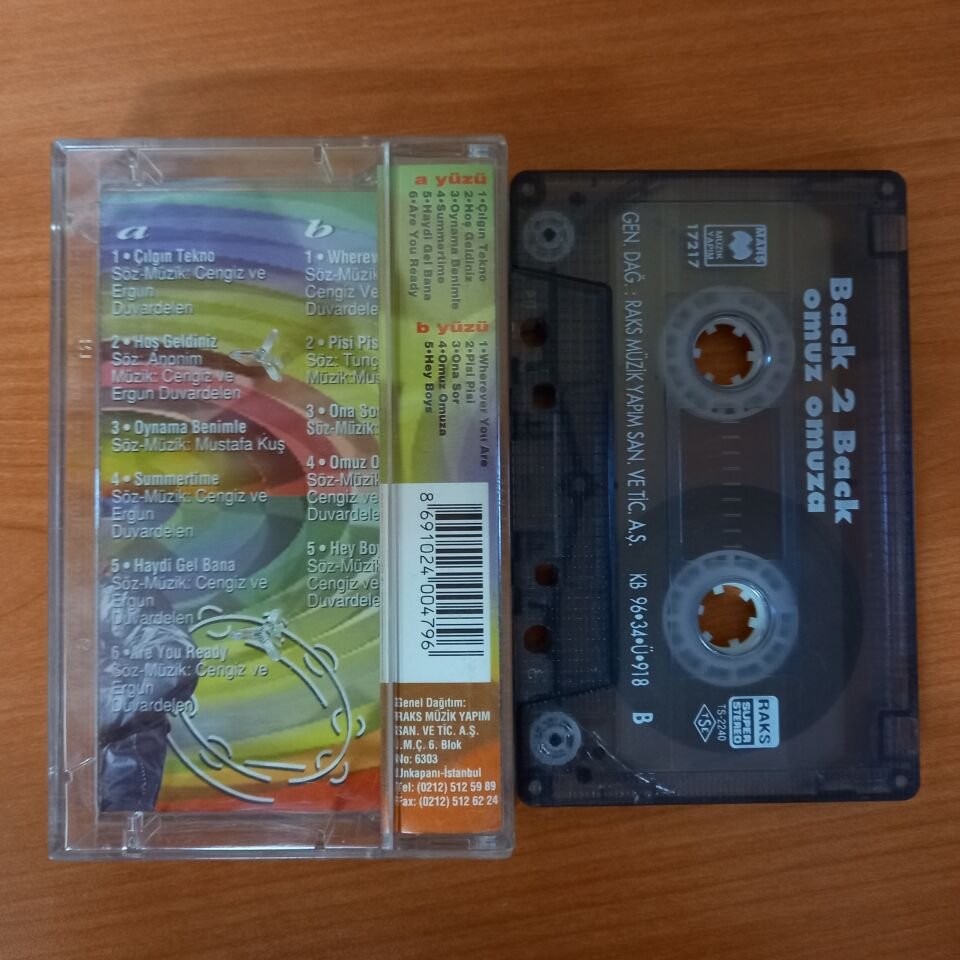 a
1 • Çılgın Tekno
Söz-Müzik: Cengiz ve
Ergun
Duvardelen
2 • Hoş Geldiniz
Söz: Anonim
Müzik: Cengiz ve
Ergun Duvardelen
3 • Oynama Benimle
Söz-Müzik: Mustafa Kuş
4 • Summertime
Söz-Müzik: Cengiz ve
Ergun
Duvardelen
5 • Haydi Gel Bana
Söz-Müzik: Cengiz ve
Ergun
Duvardelen
6 • Are You Ready
Söz-Müzik: Cengiz ve
Ergun
Duvardelen
b
1 • Wherev
Söz-Müzik:
Cengiz Ve
Duvardele
2 • Pisi Pis
Söz: Tunç
Müzik: Mus
3 • Ona So
Söz-Müzik:
4 • Omuz O
Söz-Müzik
Cengiz ve
Duvardele
5 • Hey Boy
Söz-Müzik:
Cengiz ve
Duvardele
a yüzü
1•Çılgın Tekno
2•Hoş Geldiniz
3•Oynama Benimle
4•Summertime
5•Haydi Gel Bana
6•Are You Ready
b yüzü
1•Wherever You Are
2•Pisi Pisi
3•Ona Sor
4•Omuz Omuza
5•Hey Boys
8 691024 004796
Genel Dağıtım:
RAKS MÜZİK YAPIM
SAN. VE TİC. A.Ş.
İ.M.Ç. 6. Blok
No: 6303
Unkapanı-İstanbul
Tel: (0212) 512 59 89
Fax: (0212) 512 62 24
Back 2 Back
omuz omuza
MARŞ
MÜZİK
YAPIM
17217
GEN. DAĞ.: RAKS MÜZİK YAPIM SAN. VE TİC. A.Ş. KB 96•34•Ü•918 B
RAKS
SUPER
STEREO
TS-2240
TSE